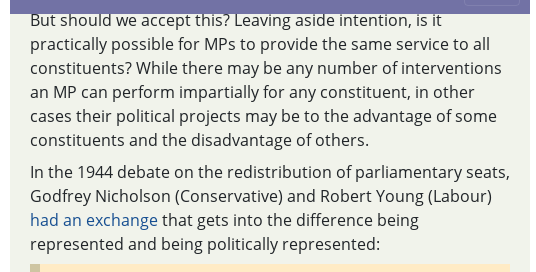 But should we accept this? Leaving aside intention, is it
practically possible for MPs to provide the same service to all
constituents? While there may be any number of interventions
an MP can perform impartially for any constituent, in other
cases their political projects may be to the advantage of some
constituents and the disadvantage of others.
In the 1944 debate on the redistribution of parliamentary seats,
Godfrey Nicholson (Conservative) and Robert Young (Labour)
had an exchange that gets into the difference being
represented and being politically represented: